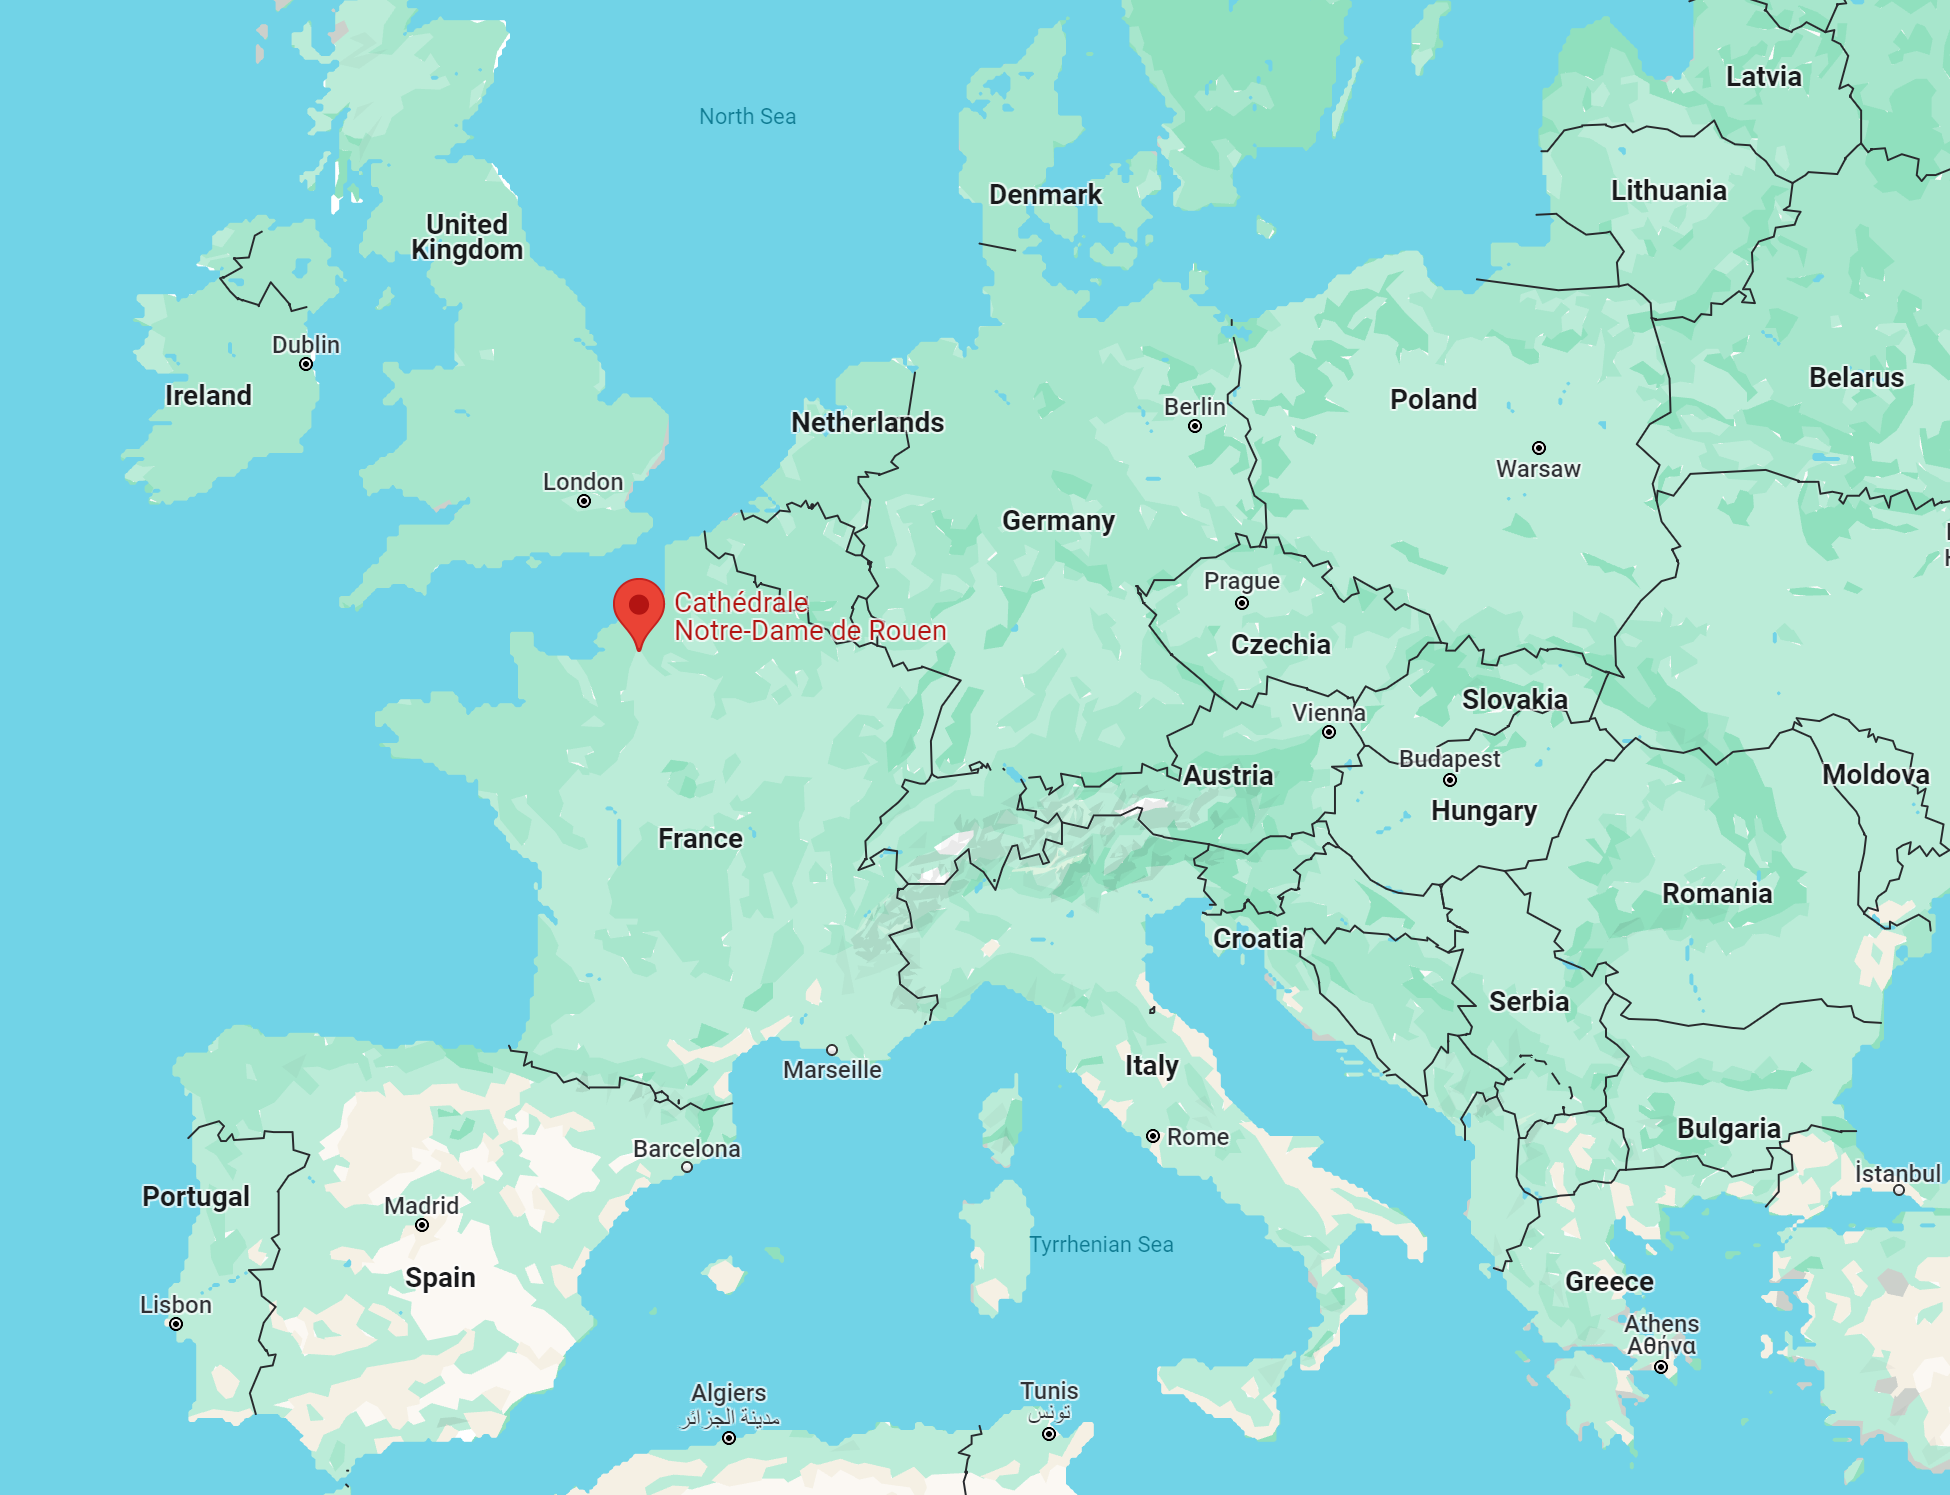 Latvia
North Sea
Lithuania
Denmark
United
Kingdom
Dublin
Ireland
Belarus
Poland
Berlin
Netherlands
Warsaw
London
Germany
Prague
Cathédrale
Notre-Dame de Rouen
Czechia
Slovakia
Vienna
Budapest
Austria
Moldova
Hungary
France
Romania
Croatia
Serbia
Italy
Marseille
Bulgaria
Rome
Barcelona
İstanbul
Portugal
Madrid
Tyrrhenian Sea
Spain
Greece
Lisbon
Athens
Αθήνα
Algiers
مدينة الجزائر
Tunis
تونس